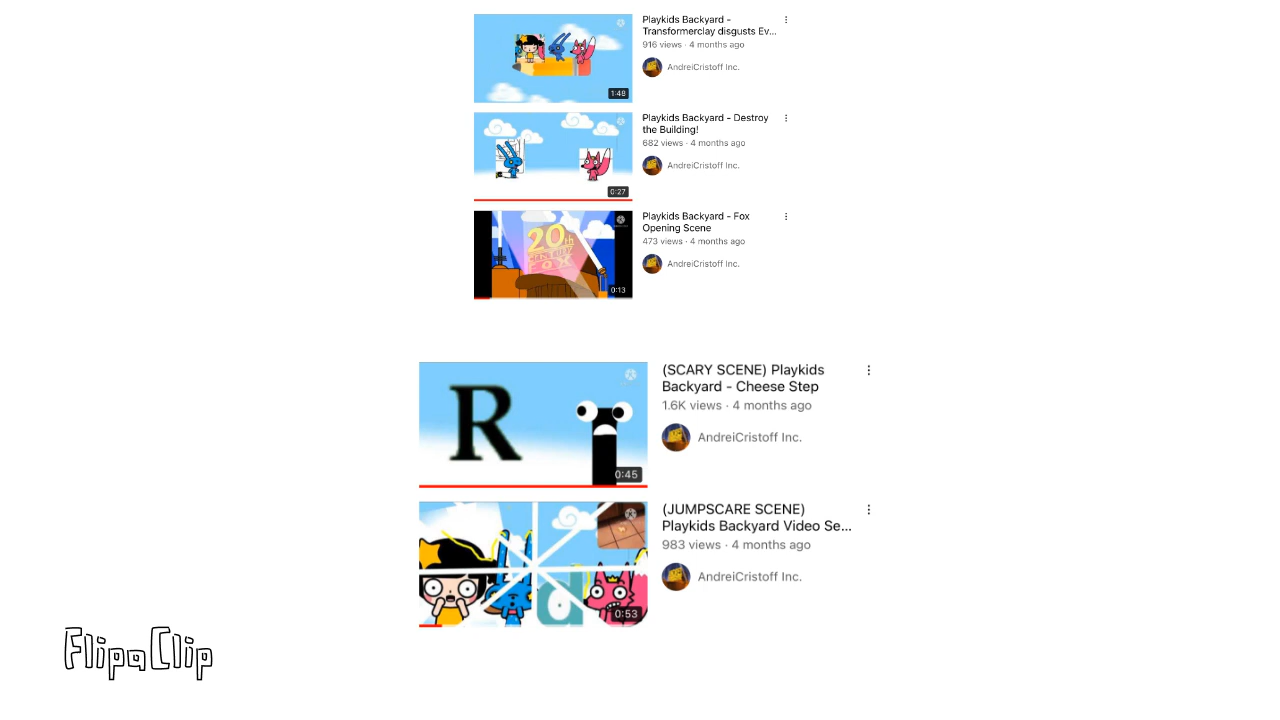 Playkids Backyard -
Transformerclay disgusts Ev...
916 views · 4 months ago
AndreiCristoff Inc.
1:48
Playkids Backyard - Destroy
the Building!
682 views · 4 months ago
AndreiCristoff Inc.
0:27
Playkids Backyard - Fox
Opening Scene
473 views · 4 months ago
AndreiCristoff Inc.
20th
CENTURY
FOX
0:13
(SCARY SCENE) Playkids
Backyard - Cheese Step
1.6K views · 4 months ago
AndreiCristoff Inc.
R
0:45
(JUMPSCARE SCENE)
Playkids Backyard Video Se...
983 views · 4 months ago
AndreiCristoff Inc.
d
0:53
FlipaClip